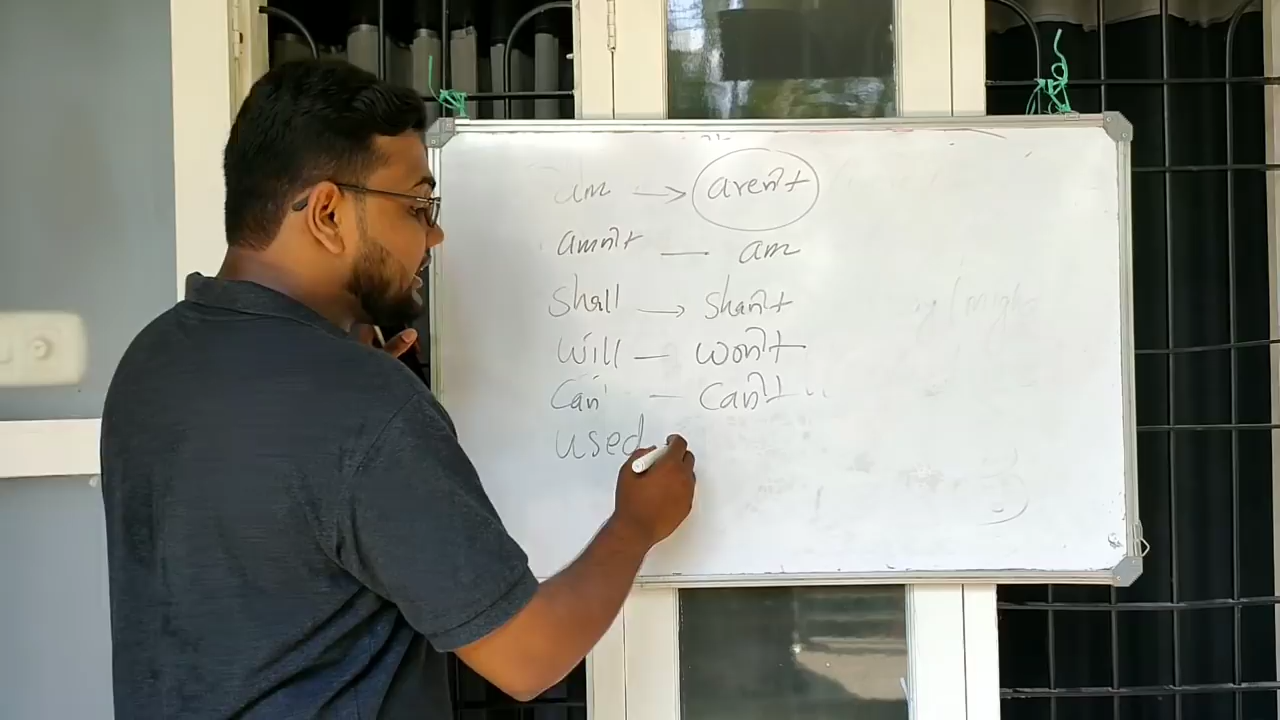 am → aren't
amn't — am
Shall → Shan't
Will — won't
Can — Can't
used